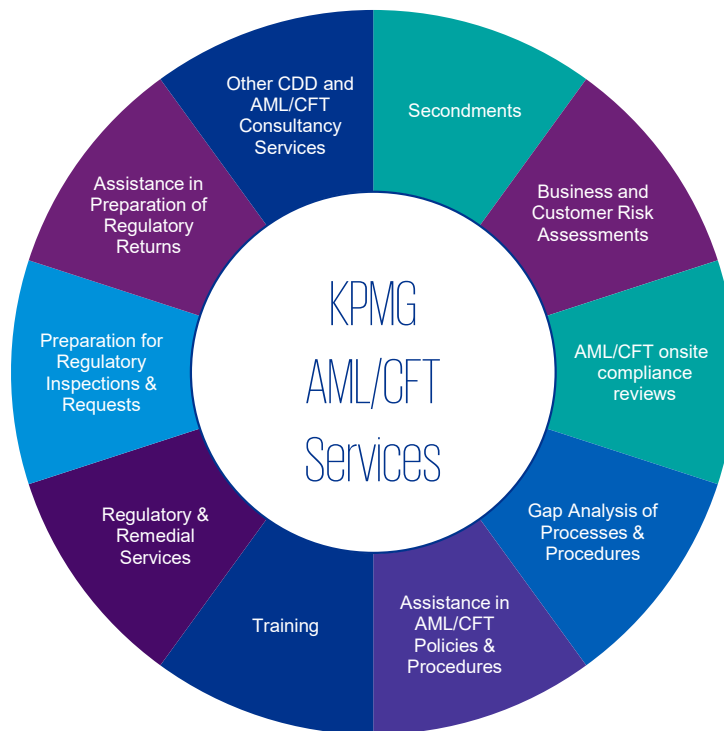 Other CDD and
AML/CFT
Consultancy
Services
Secondments
Business and
Customer Risk
Assessments
AML/CFT onsite
compliance
reviews
Gap Analysis of
Processes &
Procedures
Assistance in
AML/CFT
Policies &
Procedures
Training
Regulatory &
Remedial
Services
Preparation for
Regulatory
Inspections &
Requests
Assistance in
Preparation of
Regulatory
Returns
KPMG
AML/CFT
Services